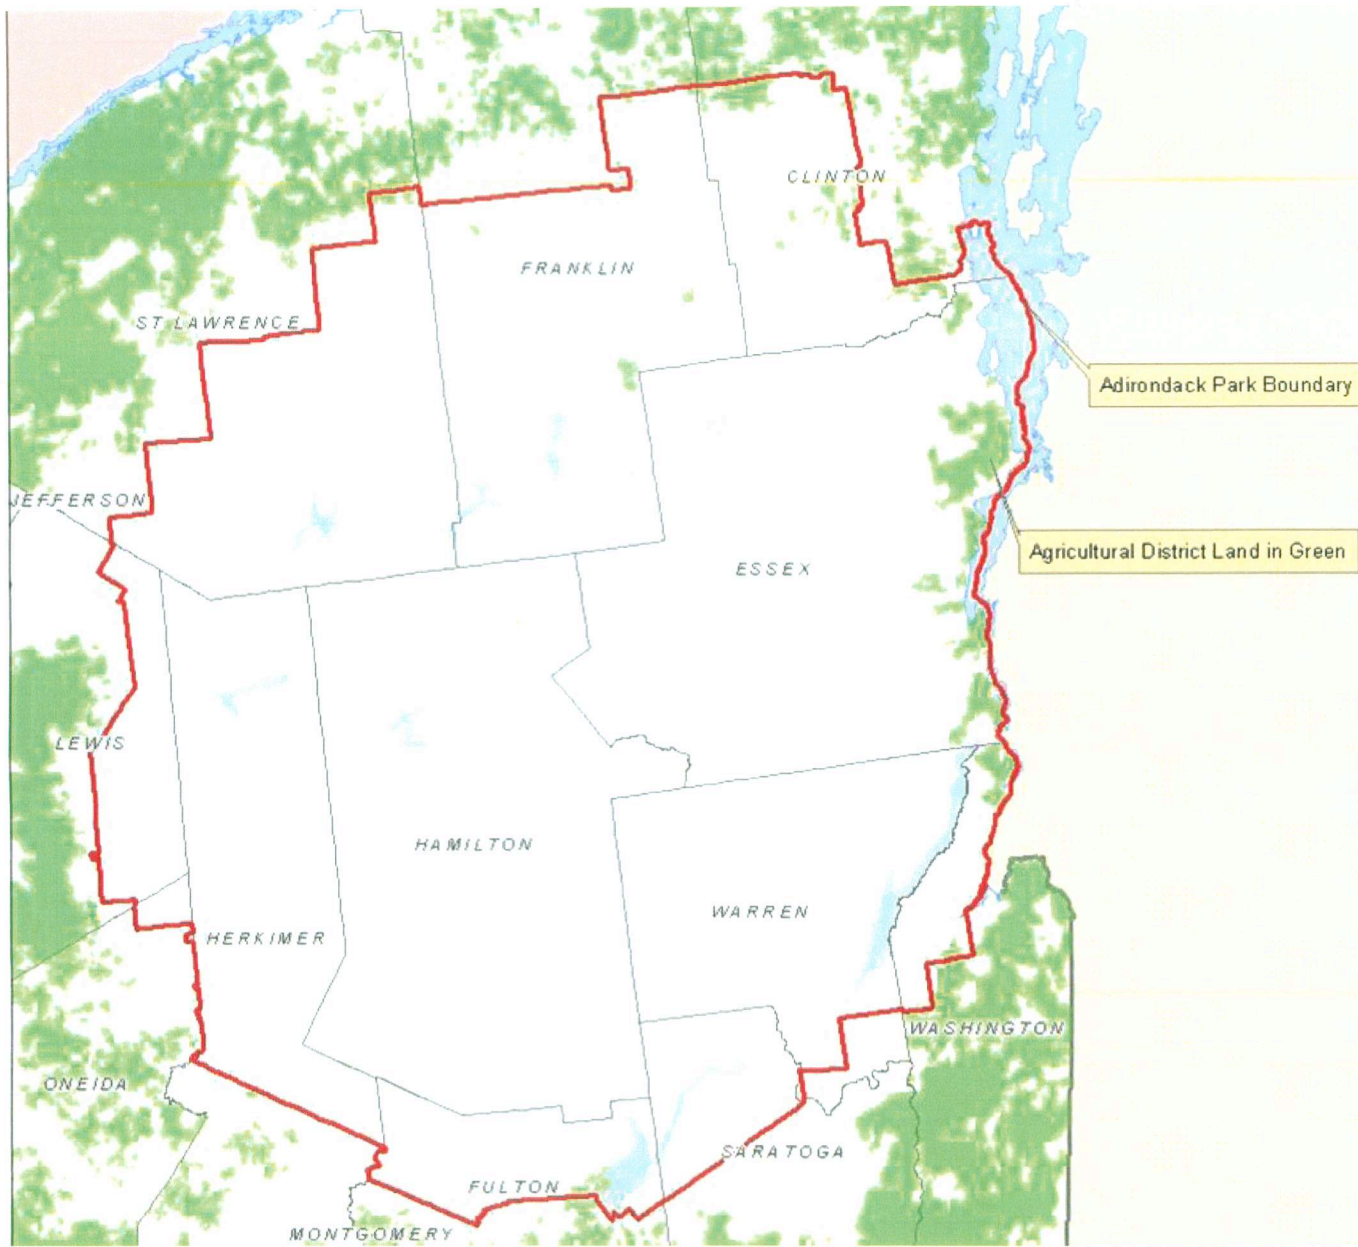 CLINTON
FRANKLIN
ST LAWRENCE
Adirondack Park Boundary
JEFFERSON
Agricultural District Land in Green
ESSEX
LEWIS
HAMILTON
WARREN
HERKIMER
WASHINGTON
ONEIDA
SARATOGA
FULTON
MONTGOMERY